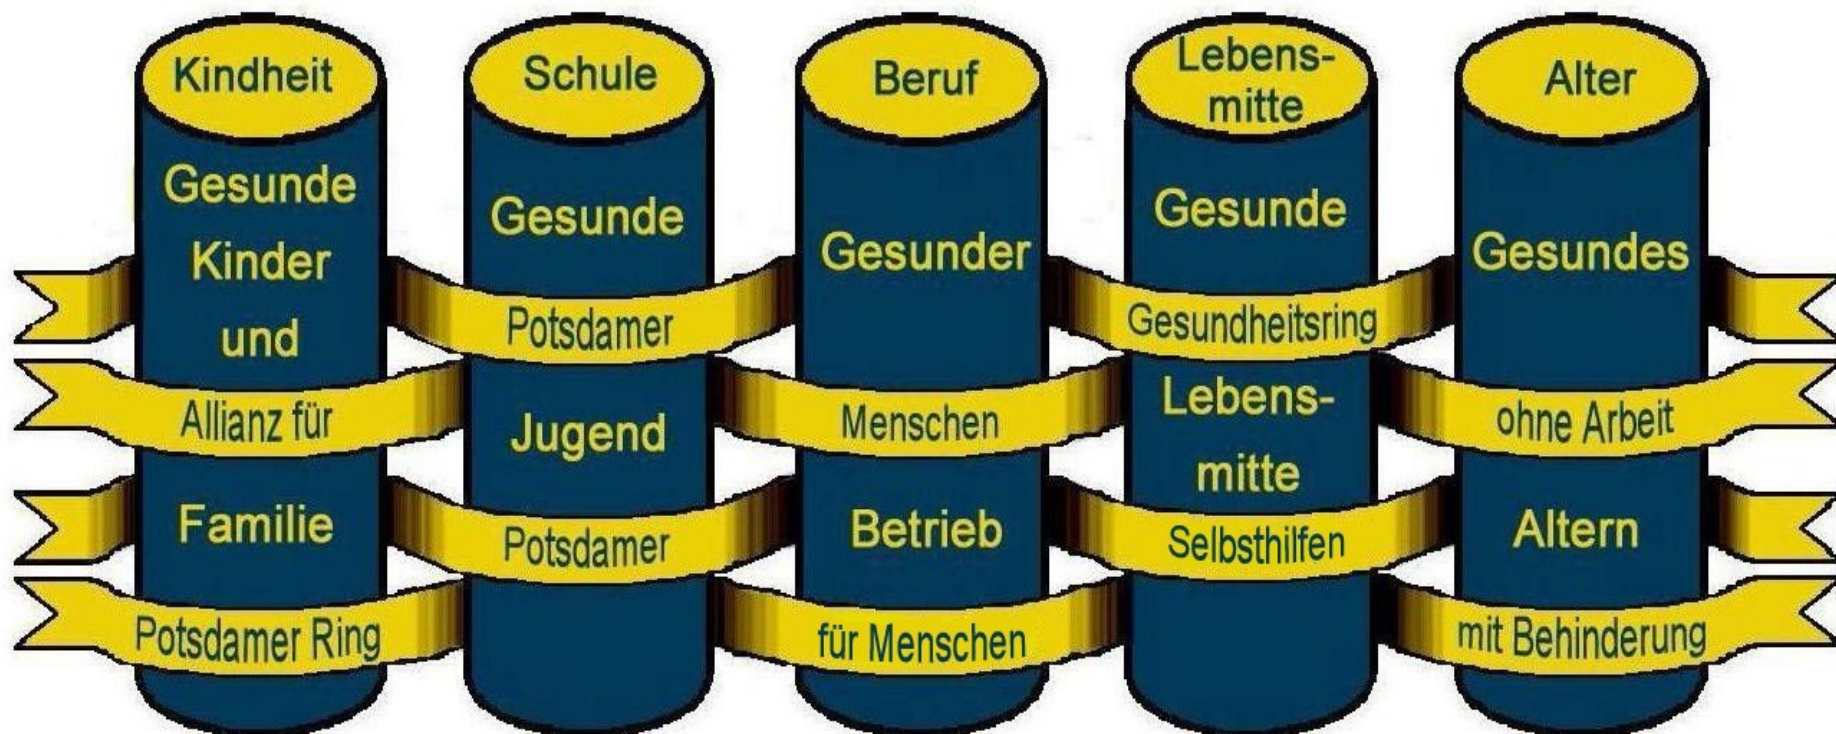 Kindheit
Gesunde
Kinder
und
Familie
Schule
Gesunde
Jugend
Beruf
Gesunder
Betrieb
Lebens-
mitte
Gesunde
Lebens-
mitte
Alter
Gesundes
Altern
Potsdamer Gesundheitsring
Allianz für Menschen ohne Arbeit
Potsdamer Selbsthilfen
Potsdamer Ring für Menschen mit Behinderung